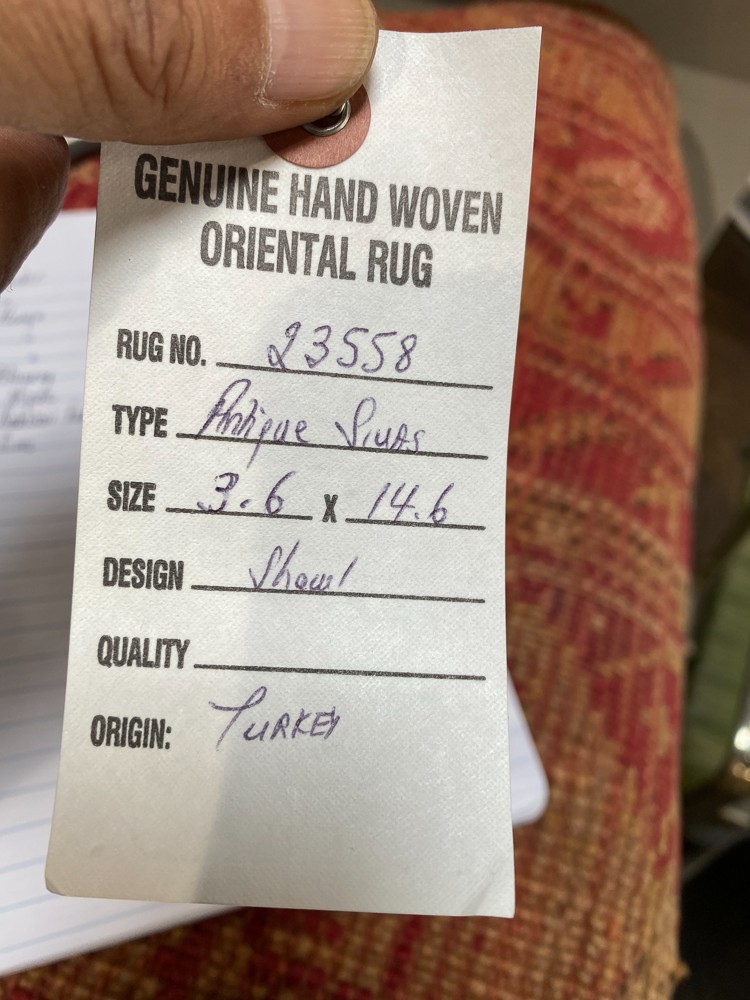 GENUINE HAND WOVEN
ORIENTAL RUG
RUG NO. 23558
TYPE Antique Sivas
SIZE 3.6 X 14.6
DESIGN Shawl
QUALITY
ORIGIN: TURKEY